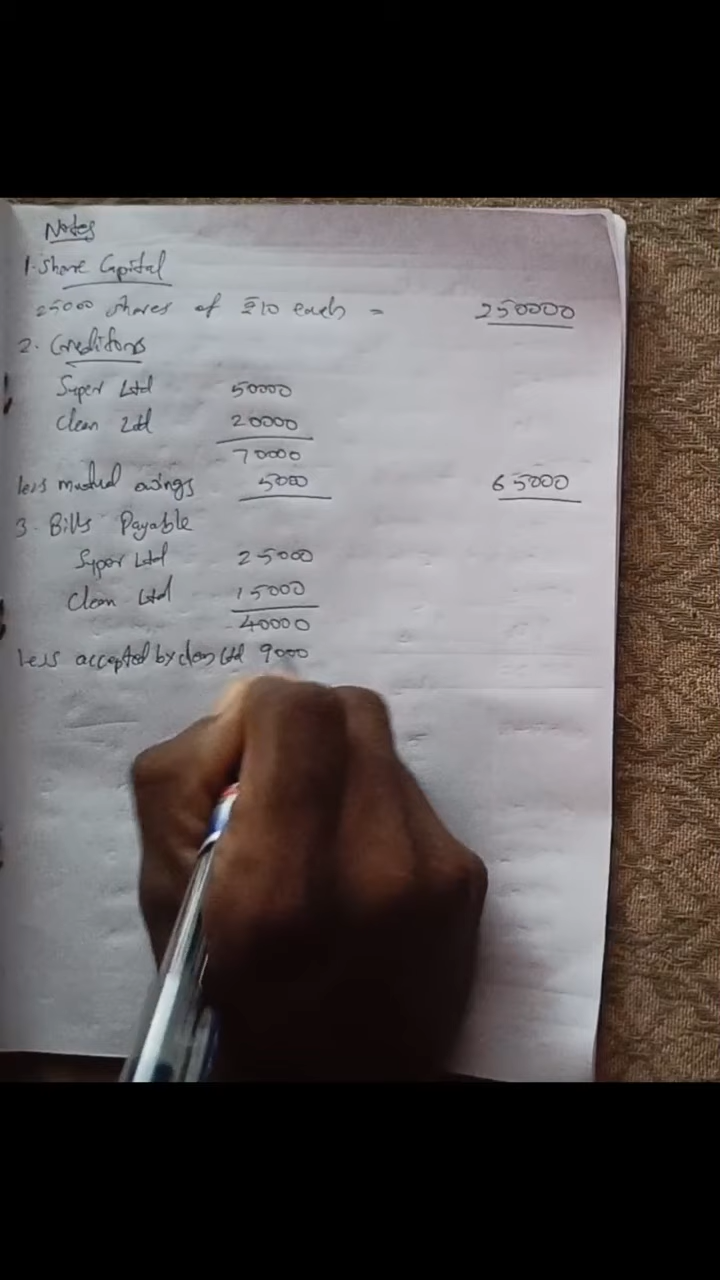 Notes
1. Share Capital
25000 shares of ₹10 each = 250000
2. Creditors
Super Ltd 50000
Clean Ltd 20000
70000
less mutual owings 5000 65000
3. Bills Payable
Super Ltd 25000
Clean Ltd 15000
40000
less accepted by clean Ltd 9000